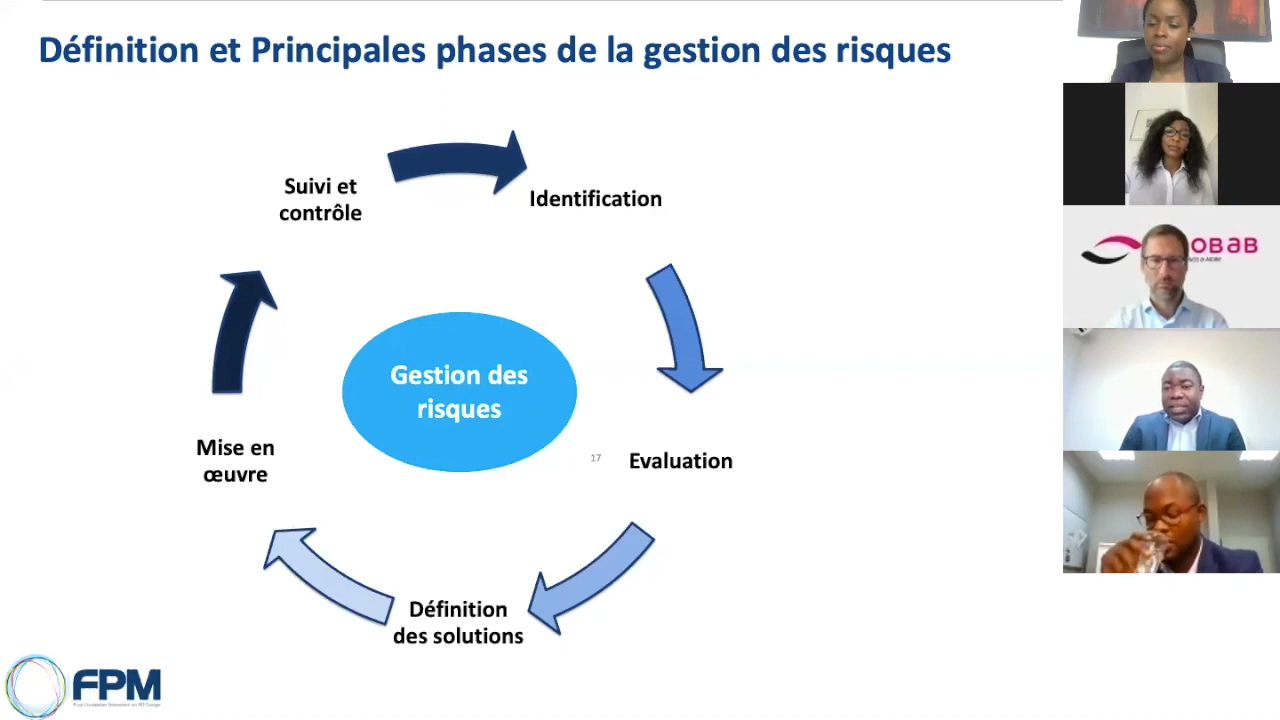 Définition et Principales phases de la gestion des risques
Suivi et
contrôle
Identification
Gestion des
risques
Mise en
œuvre
17
Evaluation
Définition
des solutions
FPM
OBAB